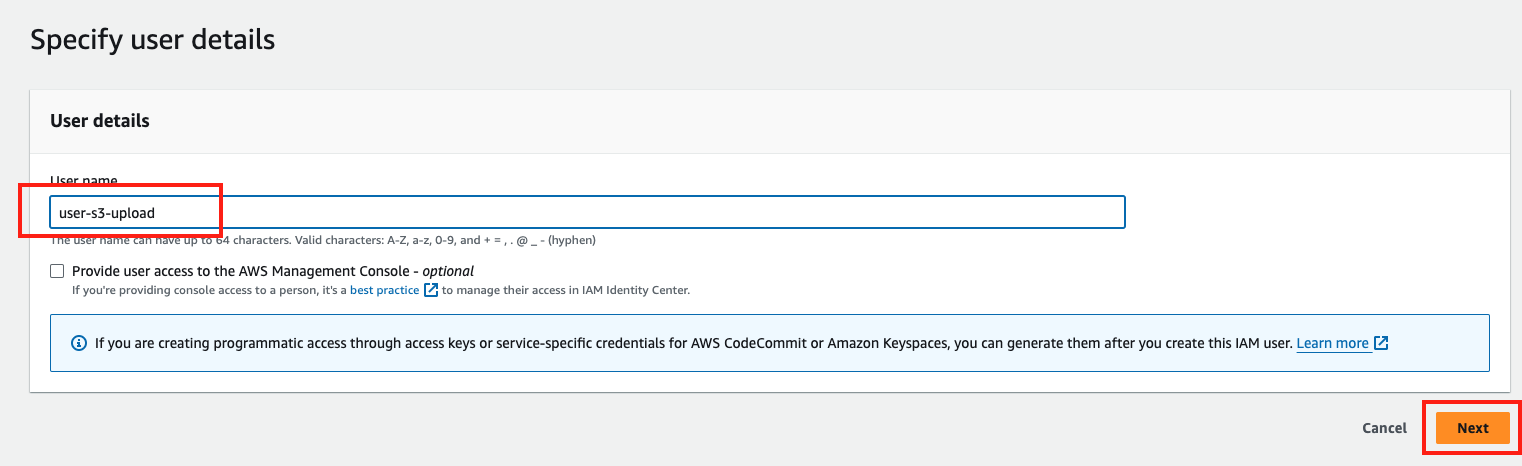 Specify user details
User details
User name
user-s3-upload
The user name can have up to 64 characters. Valid characters: A-Z, a-z, 0-9, and + = , . @ _ - (hyphen)
Provide user access to the AWS Management Console - optional
If you're providing console access to a person, it's a best practice to manage their access in IAM Identity Center.
If you are creating programmatic access through access keys or service-specific credentials for AWS CodeCommit or Amazon Keyspaces, you can generate them after you create this IAM user. Learn more
Cancel Next